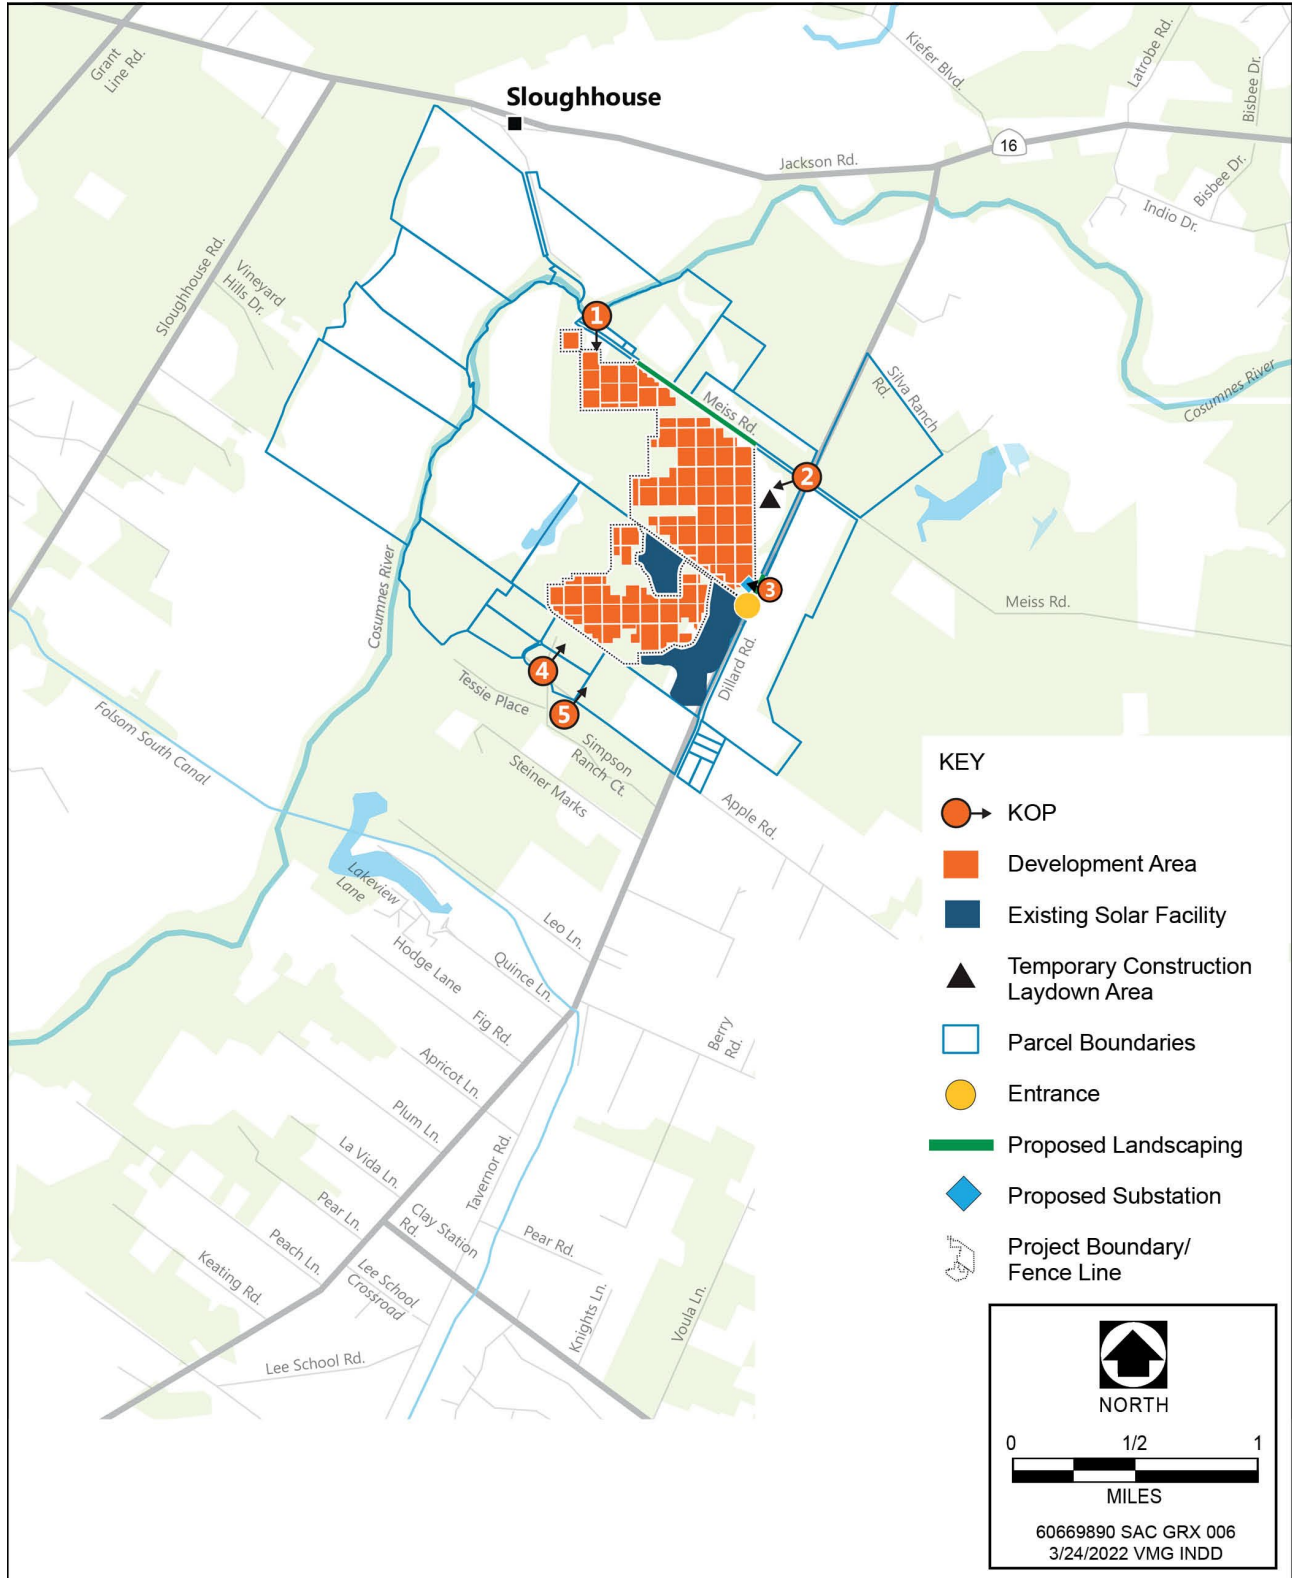 Grant
Line Rd.
Sloughhouse
Kiefer Blvd.
Latrobe Rd.
Bisbee Dr.
16
Jackson Rd.
Bisbee Dr.
Indio Dr.
Sloughhouse Rd.
Vineyard
Hills Dr.
1
Silva Ranch
Rd.
Cosumnes River
Meiss Rd.
2
Cosumnes River
3
Meiss Rd.
Dillard Rd.
4
Tessie Place
5
Simpson
Ranch Ct.
Steiner Marks
Folsom South Canal
Apple Rd.
Lakeview
Lane
Leo Ln.
Hodge Lane
Quince Ln.
Fig Rd.
Berry
Rd.
Apricot Ln.
Plum Ln.
La Vida Ln.
Tavernor Rd.
Pear Ln.
Clay Station
Rd.
Pear Rd.
Peach Ln.
Keating Rd.
Lee School
Crossroad
Knights Ln.
Voula Ln.
Lee School Rd.
KEY
KOP
Development Area
Existing Solar Facility
Temporary Construction
Laydown Area
Parcel Boundaries
Entrance
Proposed Landscaping
Proposed Substation
Project Boundary/
Fence Line
NORTH
0 1/2 1
MILES
60669890 SAC GRX 006
3/24/2022 VMG INDD